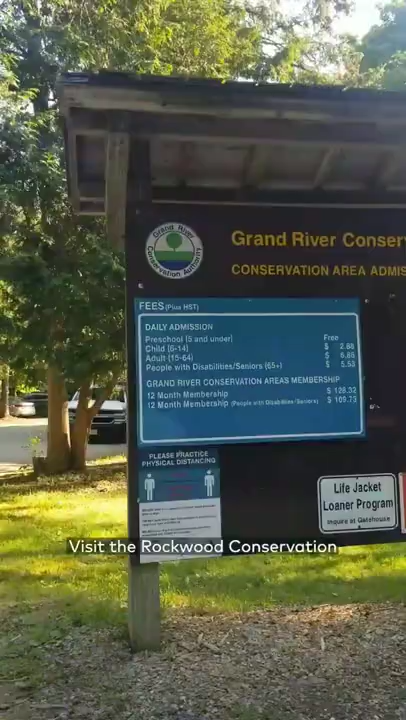 Grand River
Conservation Authority
Grand River Conser
CONSERVATION AREA ADMIS
FEES (Plus HST)
DAILY ADMISSION
Preschool (5 and under) Free
Child (6-14) $ 2.88
Adult (15-64) $ 6.86
People with Disabilities/Seniors (65+) $ 5.53
GRAND RIVER CONSERVATION AREAS MEMBERSHIP
12 Month Membership $ 128.32
12 Month Membership (People with Disabilities/Seniors) $ 109.73
PLEASE PRACTICE
PHYSICAL DISTANCING
Life Jacket
Loaner Program
Inquire at Gatehouse
Visit the Rockwood Conservation